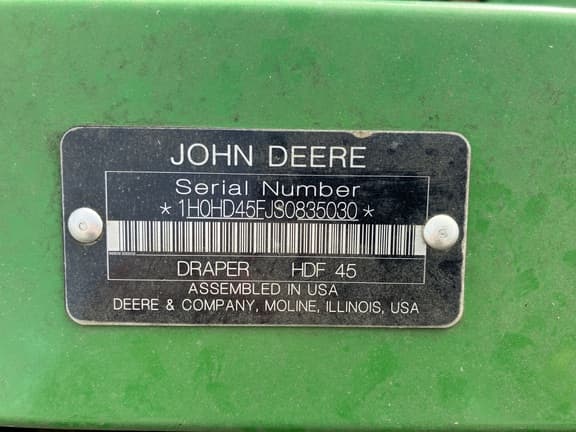 JOHN DEERE
Serial Number
*1H0HD45FJS0835030*
DRAPER HDF 45
ASSEMBLED IN USA
DEERE & COMPANY, MOLINE, ILLINOIS, USA